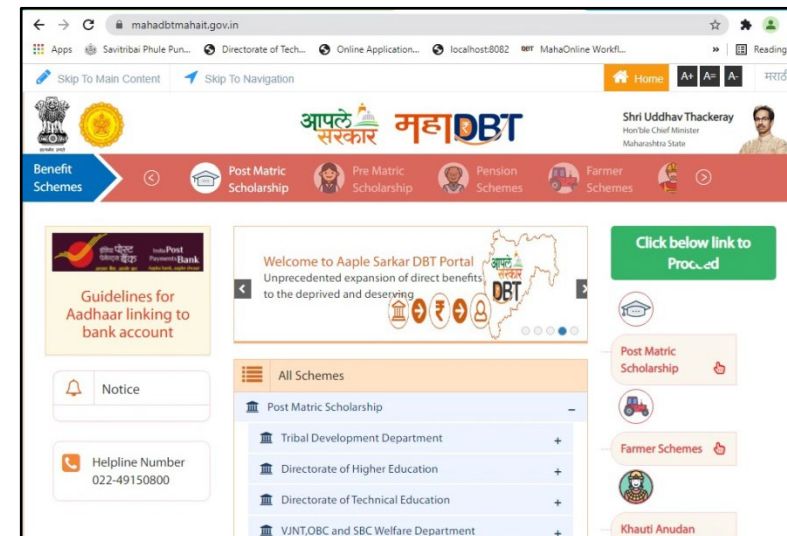 mahadbtmahait.gov.in
Apps Savitribai Phule Pun... Directorate of Tech... Online Application... localhost:8082 MahaOnline Workfl... » Reading
Skip To Main Content Skip To Navigation Home A+ A= A-
आपले सरकार महाDBT
Shri Uddhav Thackeray
Hon'ble Chief Minister
Maharashtra State
Benefit Schemes
Post Matric Scholarship
Pre Matric Scholarship
Pension Schemes
Farmer Schemes
IndiaPost
Payments Bank
Guidelines for
Aadhaar linking to
bank account
Notice
Helpline Number
022-49150800
Welcome to Aaple Sarkar DBT Portal
Unprecedented expansion of direct benefits
to the deprived and deserving
आपले
सरकार
DBT
All Schemes
Post Matric Scholarship –
Tribal Development Department +
Directorate of Higher Education +
Directorate of Technical Education +
VJNT,OBC and SBC Welfare Department +
Click below link to
Post Matric
Scholarship
Farmer Schemes
Khauti Anudan